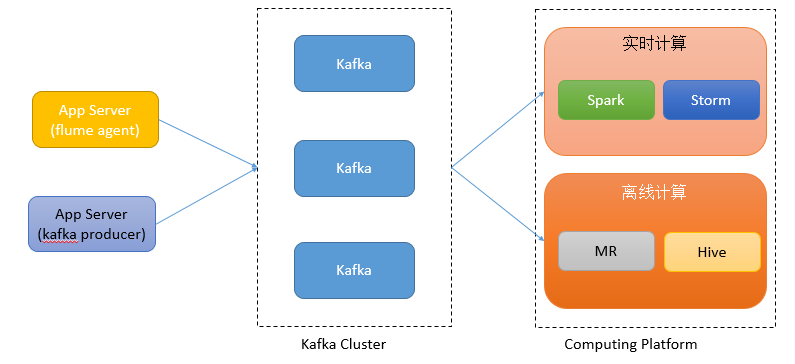 App Server
(flume agent)
App Server
(kafka producer)
Kafka
Kafka
Kafka
Kafka Cluster
实时计算
Spark
Storm
离线计算
MR
Hive
Computing Platform